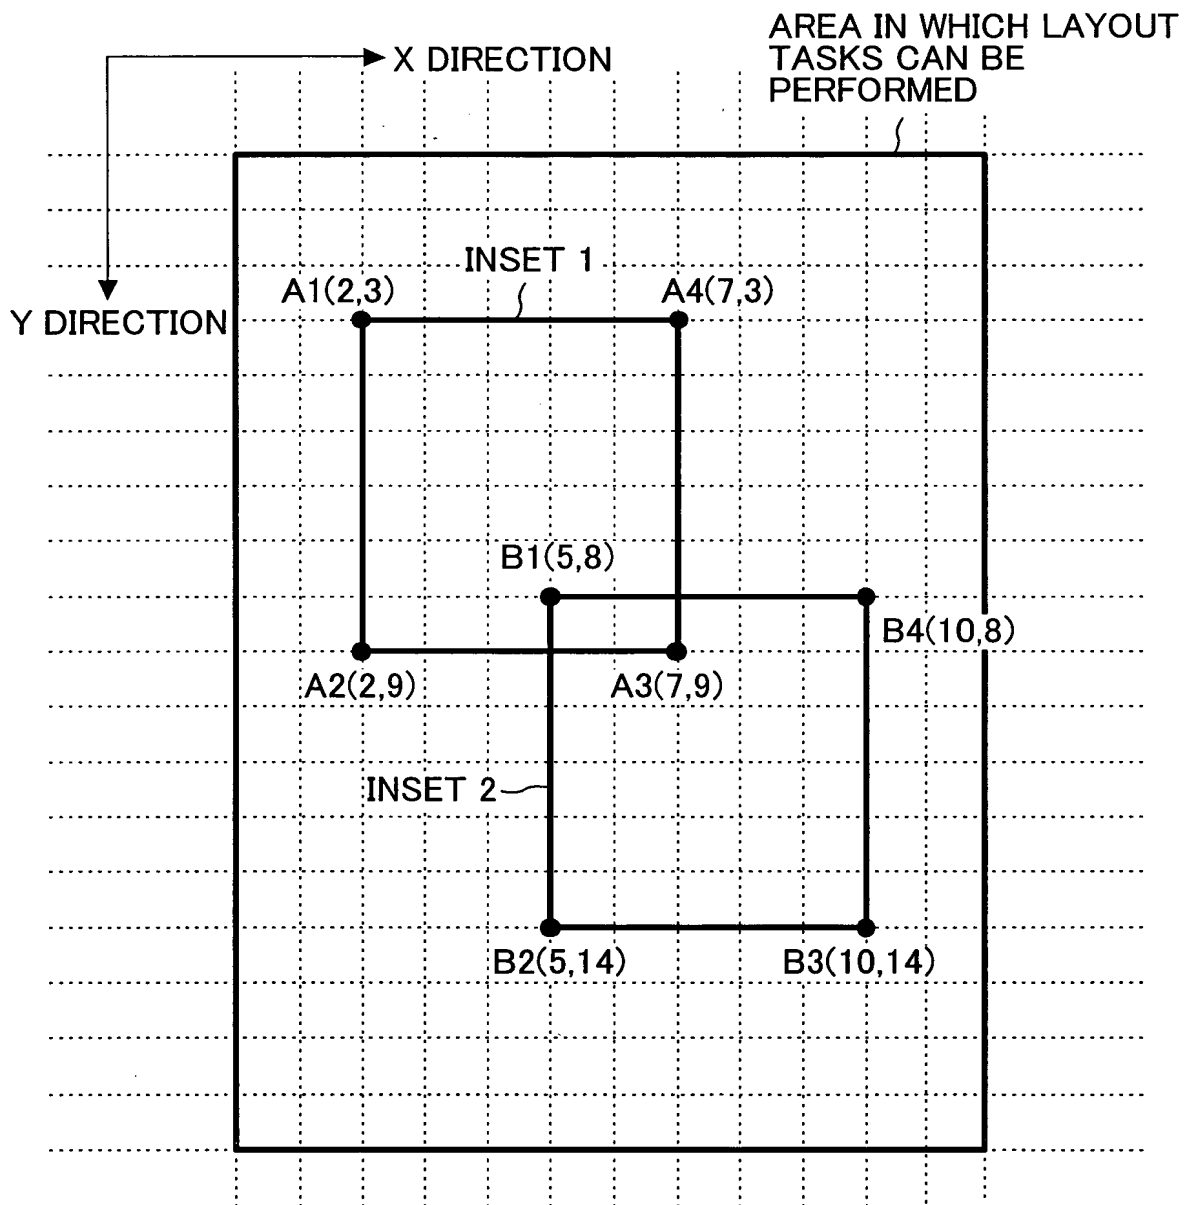 AREA IN WHICH LAYOUT
TASKS CAN BE
PERFORMED
X DIRECTION
INSET 1
A1(2,3)
A4(7,3)
Y DIRECTION
B1(5,8)
B4(10,8)
A2(2,9)
A3(7,9)
INSET 2
B2(5,14)
B3(10,14)